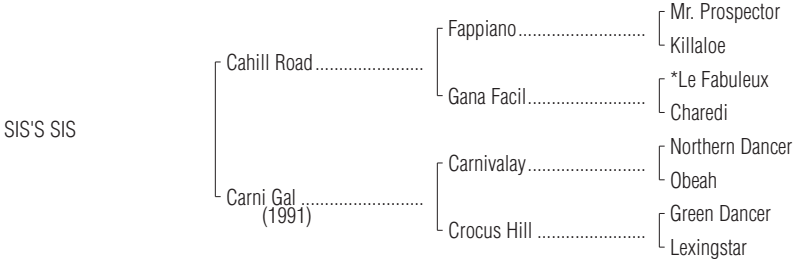 Mr. Prospector
Fappiano
Killaloe
Cahill Road
*Le Fabuleux
Gana Facil
Charedi
SIS'S SIS
Northern Dancer
Carnivalay
Obeah
Carni Gal
(1991)
Green Dancer
Crocus Hill
Lexingstar